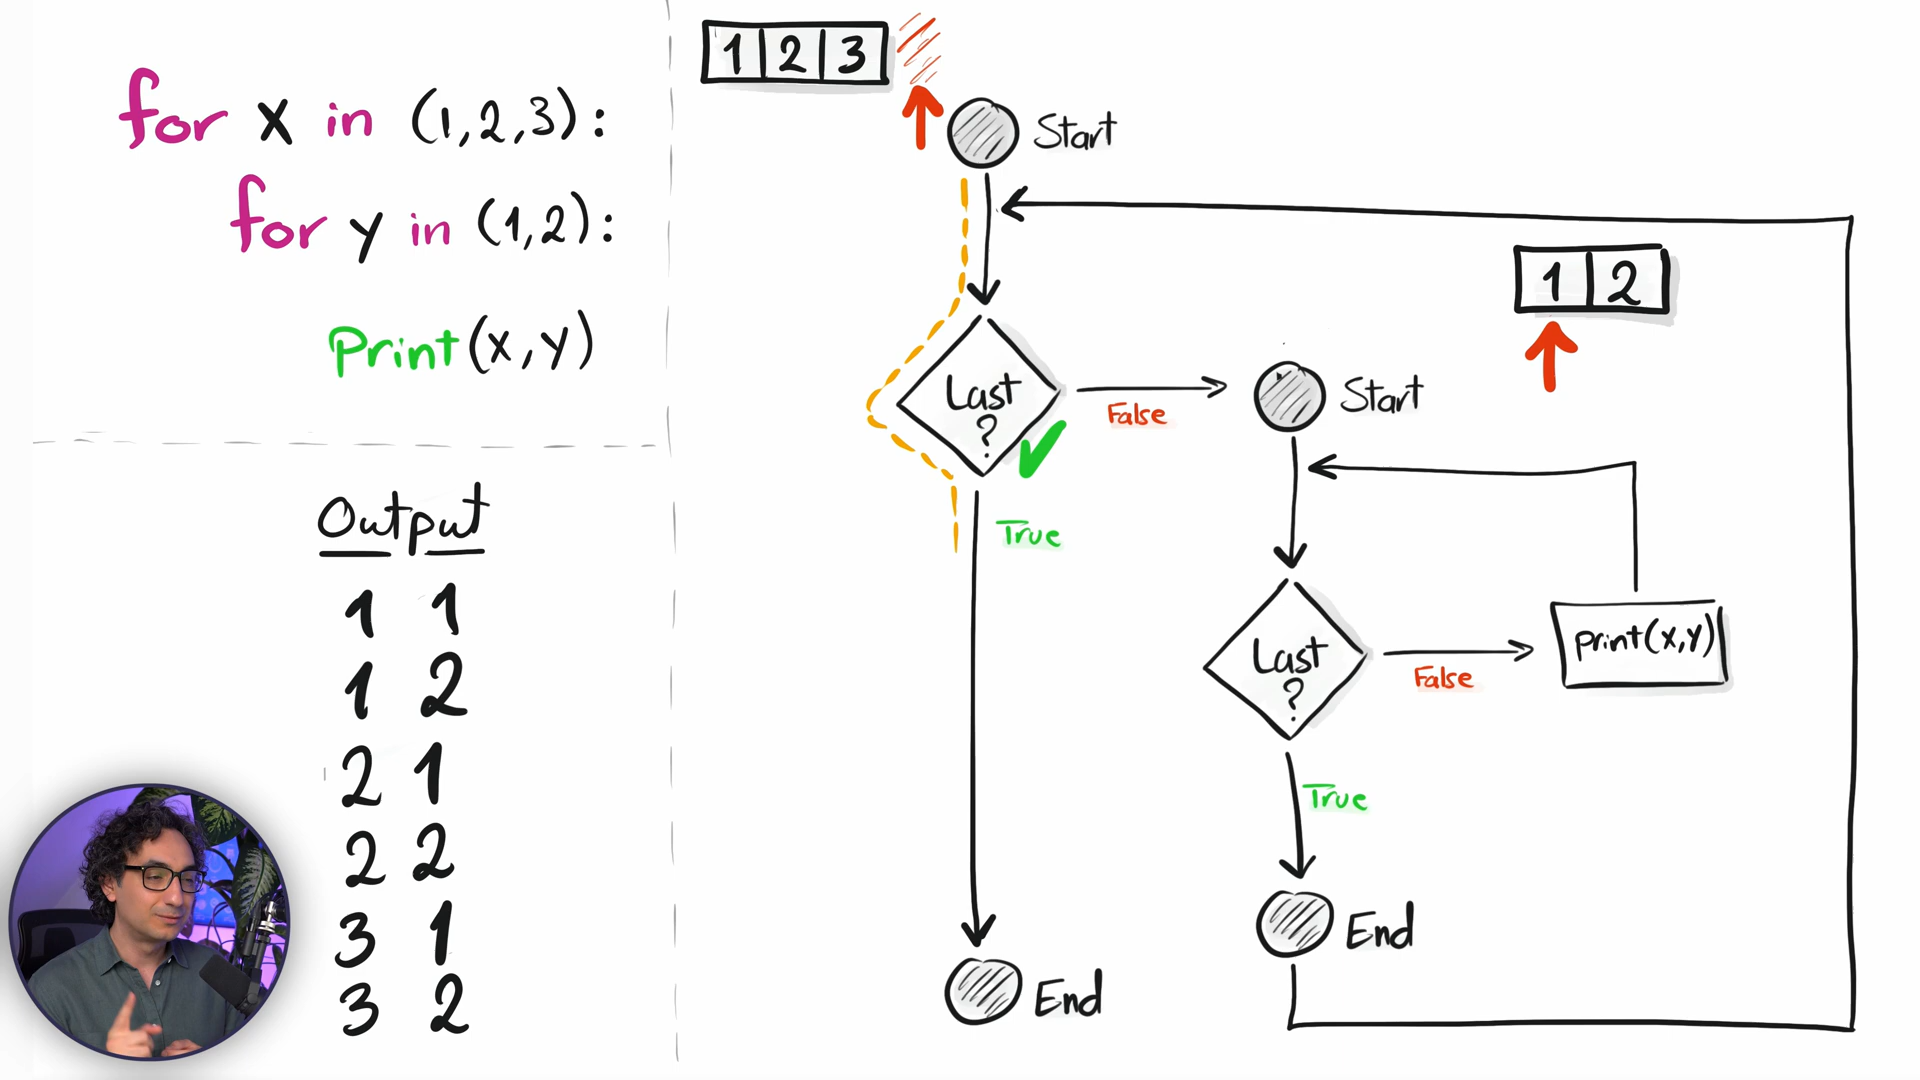 for x in (1,2,3):
for y in (1,2):
Print(x,y)
Output
1 1
1 2
2 1
2 2
3 1
3 2
1 2 3
Start
Last
?
False
True
End
1 2
Start
Last
?
False
print(x,y)
True
End